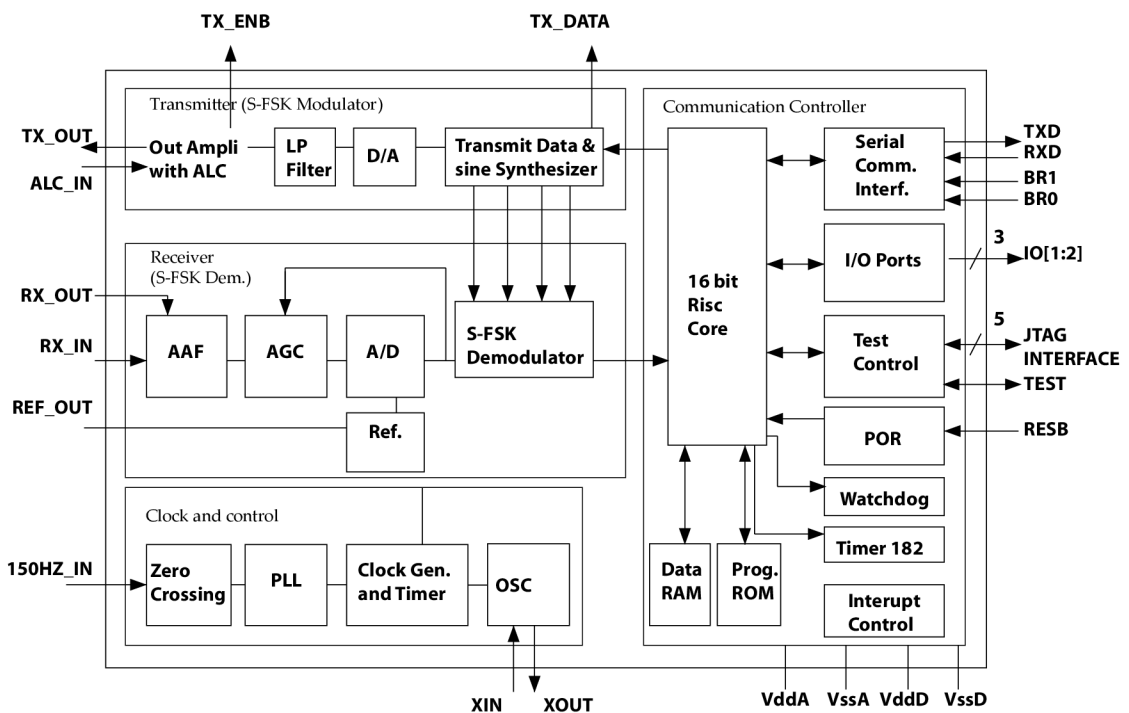 TX_ENB
TX_DATA
Transmitter (S-FSK Modulator)
Communication Controller
TX_OUT
ALC_IN
Out Ampli
with ALC
LP
Filter
D/A
Transmit Data &
sine Synthesizer
16 bit
Risc
Core
Serial
Comm.
Interf.
TXD
RXD
BR1
BR0
Receiver
(S-FSK Dem.)
I/O Ports
3
IO[1:2]
RX_OUT
RX_IN
AAF
AGC
A/D
S-FSK
Demodulator
Test
Control
5
JTAG
INTERFACE
TEST
REF_OUT
Ref.
POR
RESB
Watchdog
Clock and control
Timer 182
150HZ_IN
Zero
Crossing
PLL
Clock Gen.
and Timer
OSC
Data
RAM
Prog.
ROM
Interupt
Control
XIN
XOUT
VddA
VssA
VddD
VssD